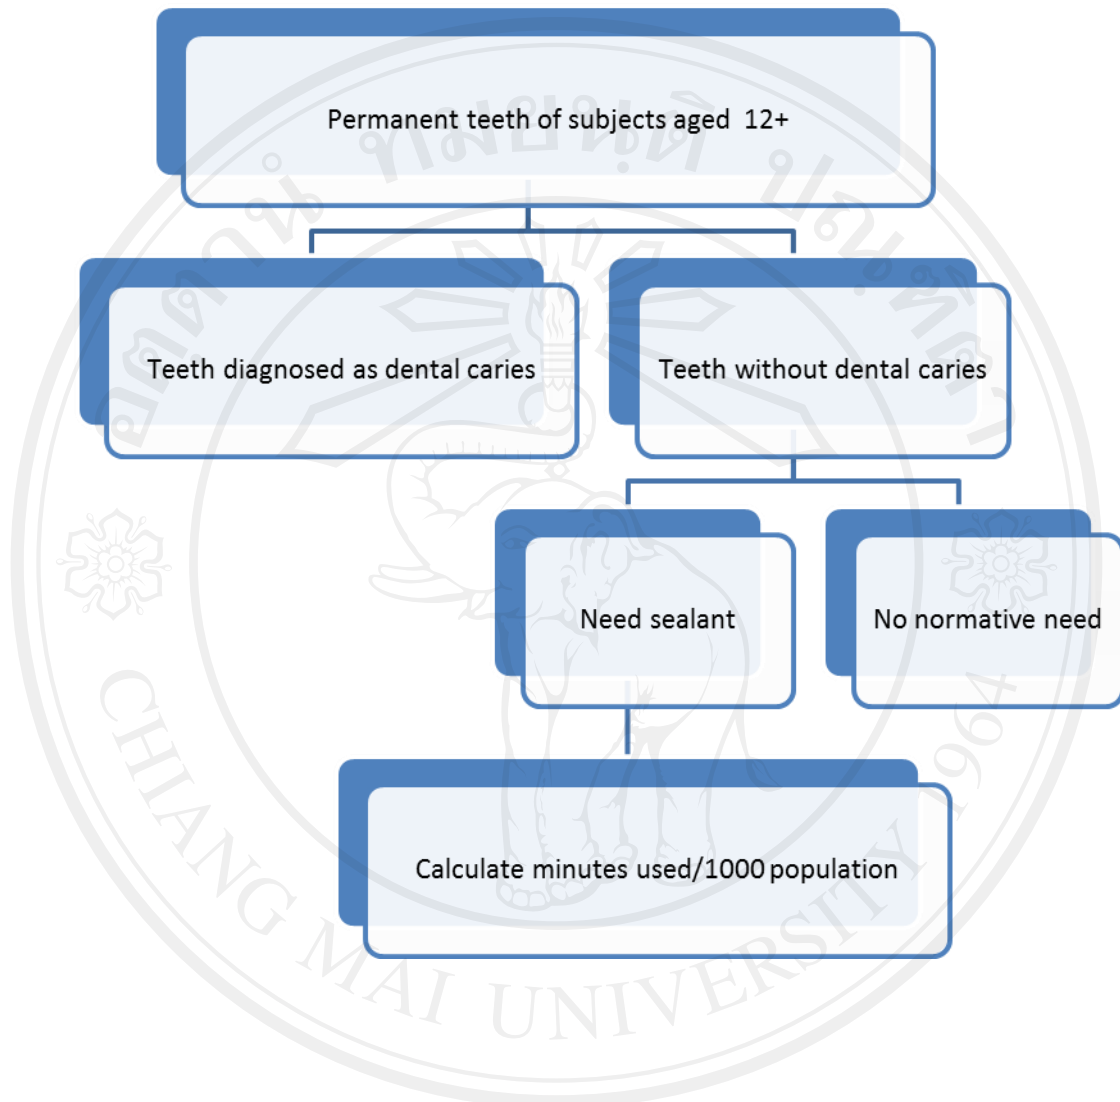 Permanent teeth of subjects aged 12+
Teeth diagnosed as dental caries
Teeth without dental caries
Need sealant
No normative need
Calculate minutes used/1000 population
CHIANG MAI UNIVERSITY 1964